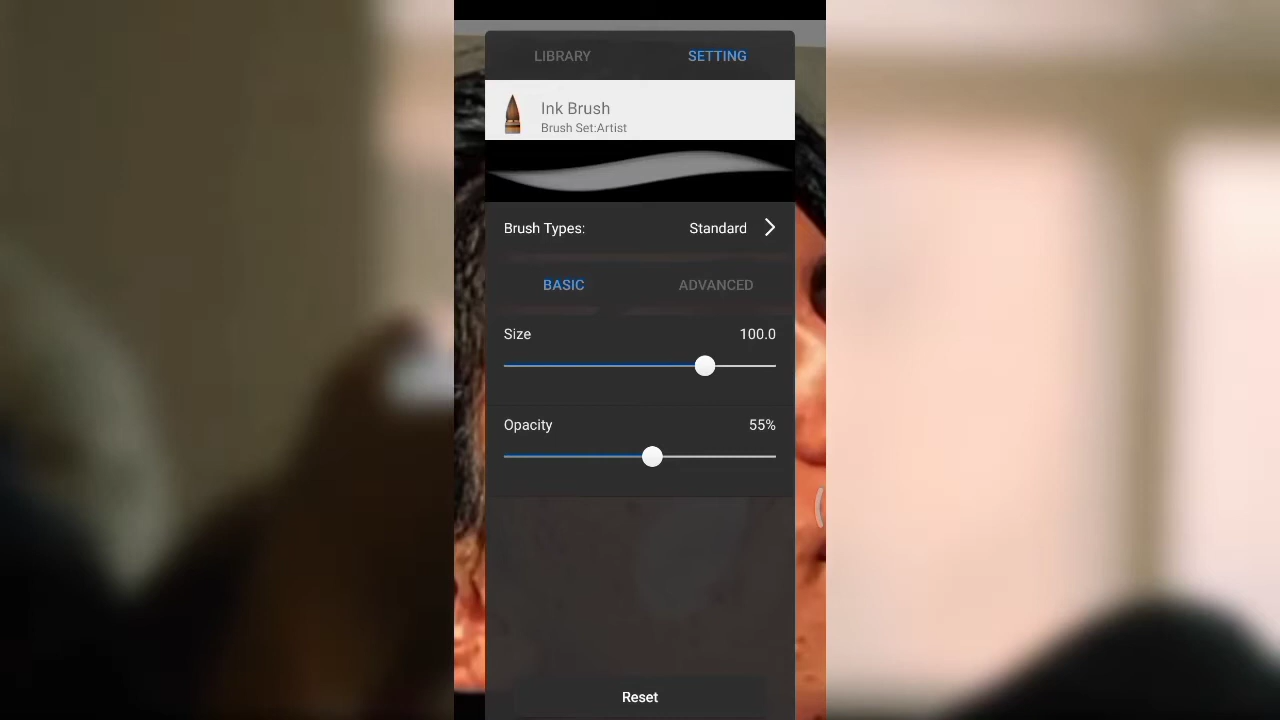 LIBRARY SETTING
Ink Brush
Brush Set:Artist
Brush Types: Standard
BASIC ADVANCED
Size 100.0
Opacity 55%
Reset